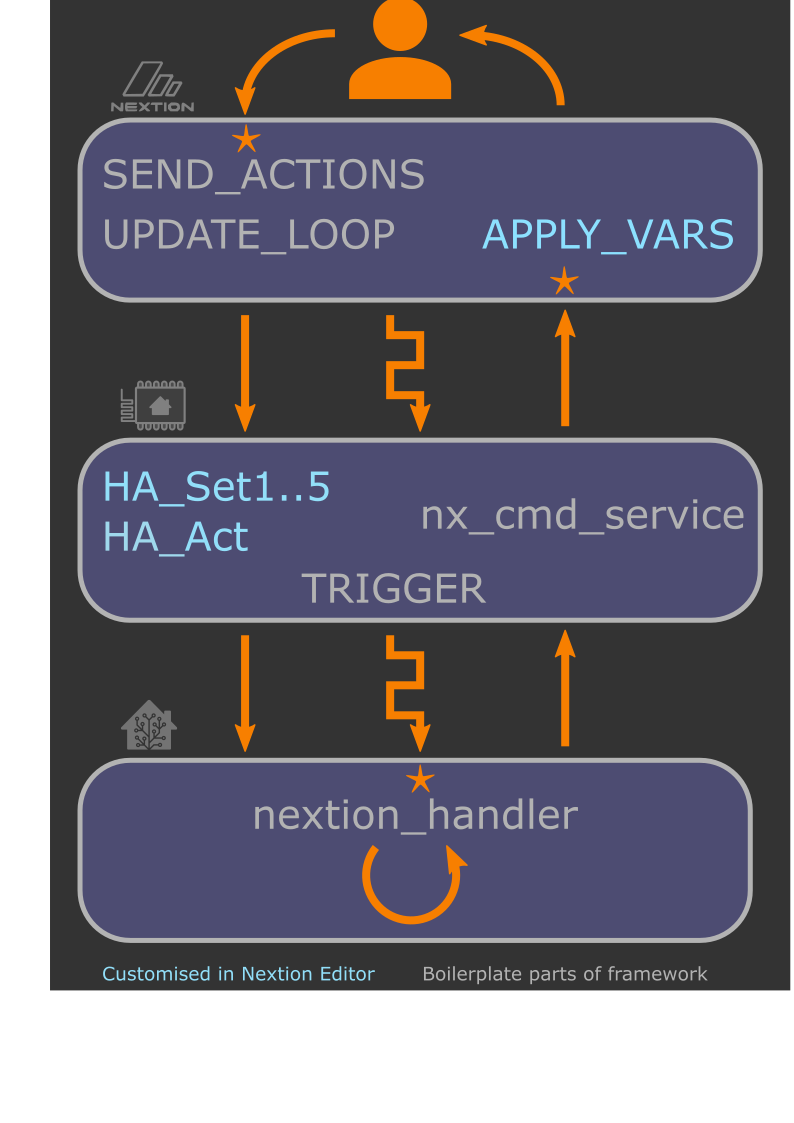 NEXTION
SEND_ACTIONS
UPDATE_LOOP
APPLY_VARS
HA_Set1..5
HA_Act
nx_cmd_service
TRIGGER
nextion_handler
Customised in Nextion Editor
Boilerplate parts of framework